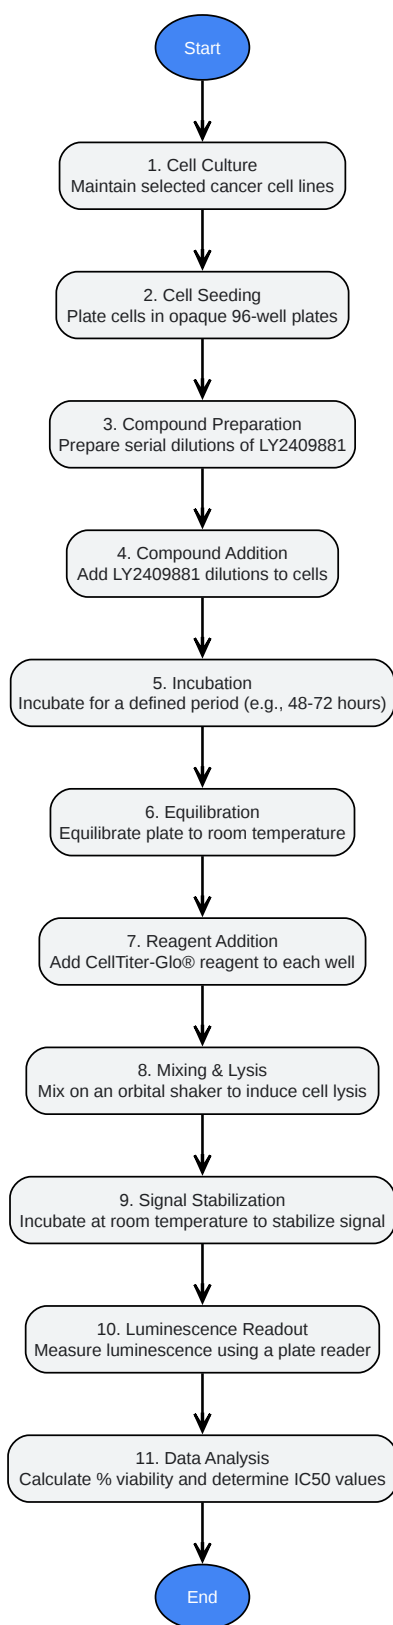 Start
1. Cell Culture
Maintain selected cancer cell lines
2. Cell Seeding
Plate cells in opaque 96-well plates
3. Compound Preparation
Prepare serial dilutions of LY2409881
4. Compound Addition
Add LY2409881 dilutions to cells
5. Incubation
Incubate for a defined period (e.g., 48-72 hours)
6. Equilibration
Equilibrate plate to room temperature
7. Reagent Addition
Add CellTiter-Glo® reagent to each well
8. Mixing & Lysis
Mix on an orbital shaker to induce cell lysis
9. Signal Stabilization
Incubate at room temperature to stabilize signal
10. Luminescence Readout
Measure luminescence using a plate reader
11. Data Analysis
Calculate % viability and determine IC50 values
End